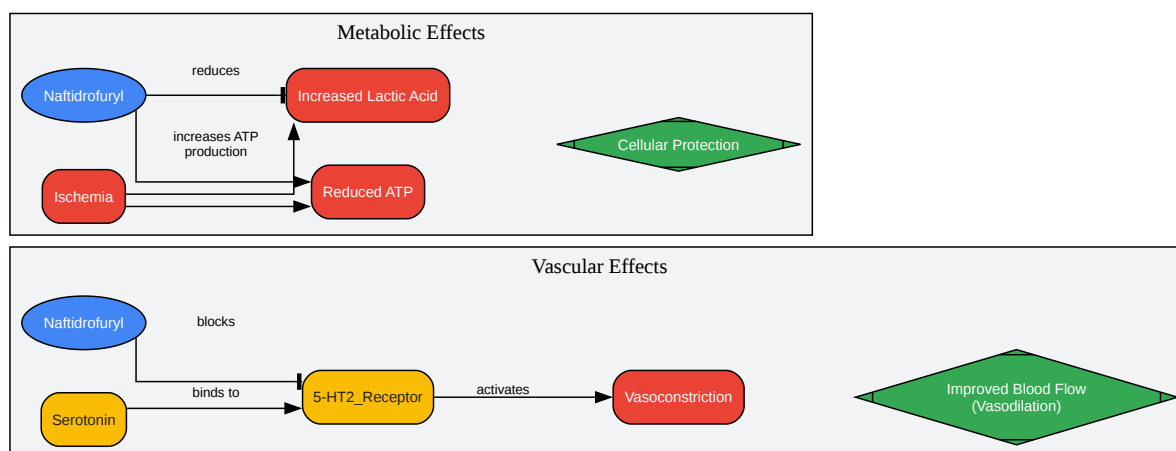 Metabolic Effects
reduces
Naftidrofuryl
Increased Lactic Acid
increases ATP
production
Cellular Protection
Ischemia
Reduced ATP
Vascular Effects
Naftidrofuryl
blocks
binds to
5-HT2_Receptor
activates
Vasoconstriction
Improved Blood Flow
(Vasodilation)
Serotonin